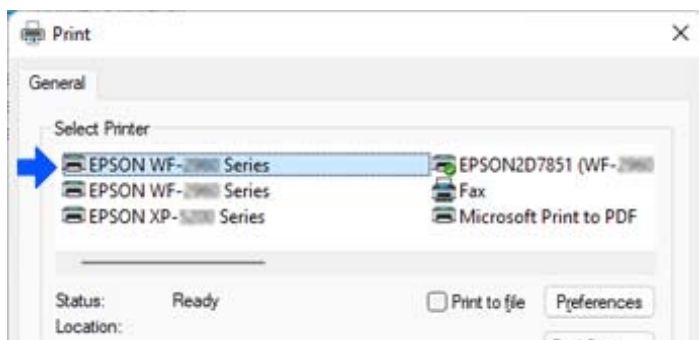 Print
General
Select Printer
EPSON WF- Series
EPSON WF- Series
EPSON XP- Series
EPSON2D7851 (WF-
Fax
Microsoft Print to PDF
Status: Ready
Print to file
Preferences
Location: